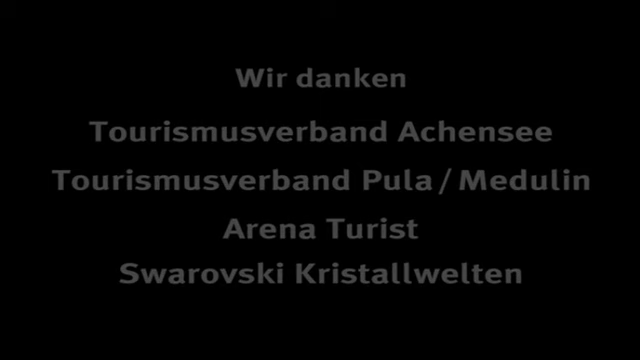 Wir danken
Tourismusverband Achensee
Tourismusverband Pula / Medulin
Arena Turist
Swarovski Kristallwelten